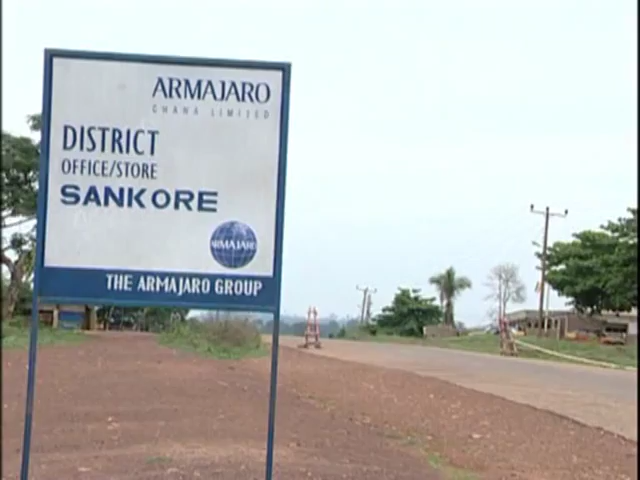 ARMAJARO
GHANA LIMITED
DISTRICT
OFFICE/STORE
SANKORE
ARMAJARO
THE ARMAJARO GROUP